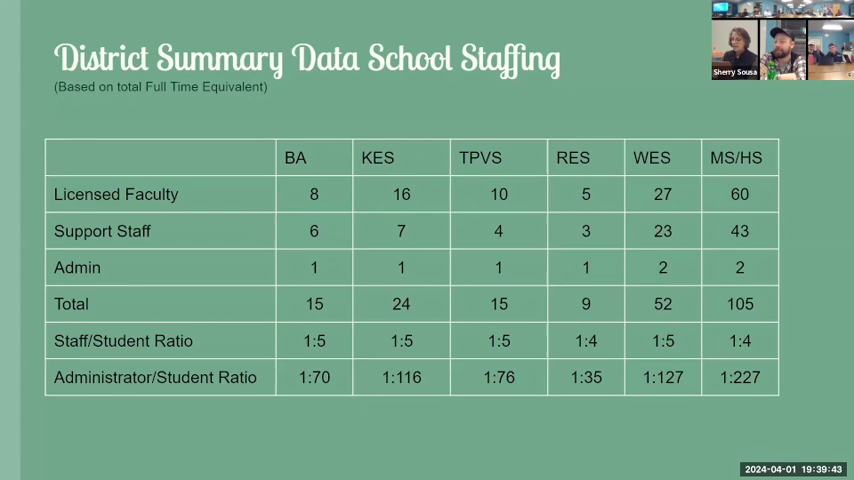 District Summary Data School Staffing
(Based on total Full Time Equivalent)
Sherry Sousa
BA KES TPVS RES WES MS/HS
Licensed Faculty 8 16 10 5 27 60
Support Staff 6 7 4 3 23 43
Admin 1 1 1 1 2 2
Total 15 24 15 9 52 105
Staff/Student Ratio 1:5 1:5 1:5 1:4 1:5 1:4
Administrator/Student Ratio 1:70 1:116 1:76 1:35 1:127 1:227
2024-04-01 19:39:43